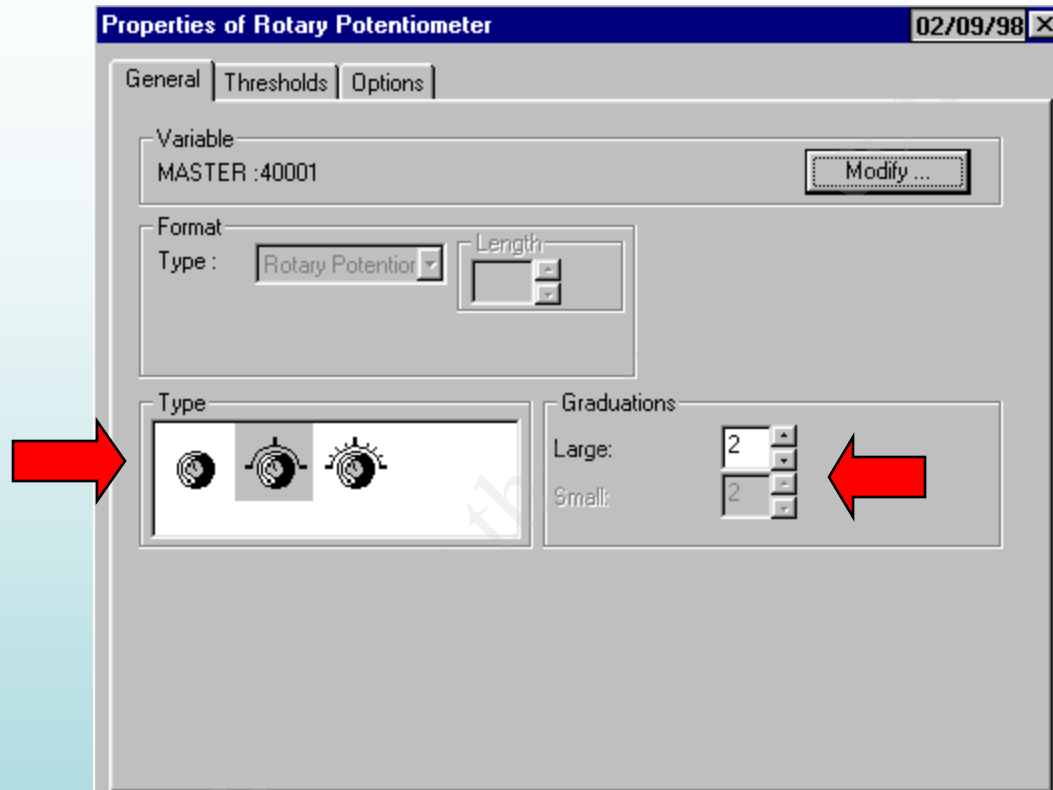 Properties of Rotary Potentiometer 02/09/98
General Thresholds Options
Variable
MASTER :40001 Modify ...
Format
Type : Rotary Potentior Length
Type Graduations
Large: 2
Small: 2